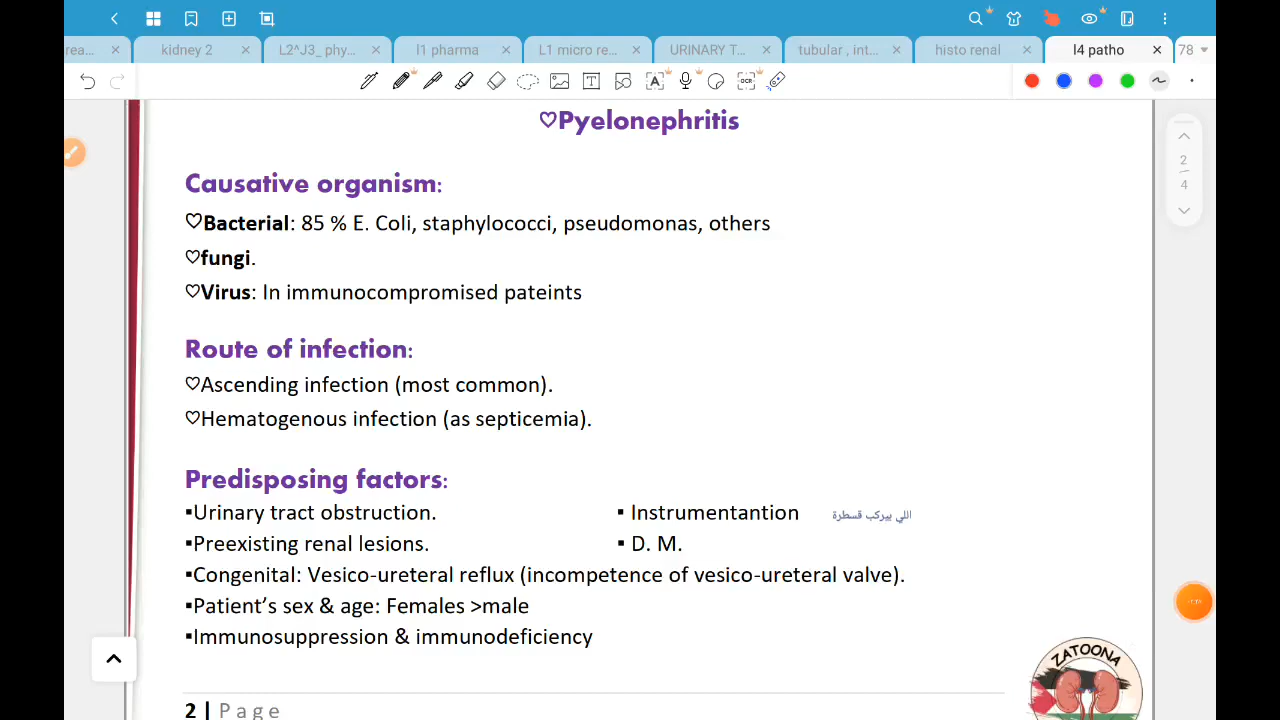 rea...
kidney 2
L2^J3_ phy...
l1 pharma
L1 micro re...
URINARY T...
tubular , int...
histo renal
l4 patho
78
OCR
2
4
♡Pyelonephritis
Causative organism:
♡Bacterial: 85 % E. Coli, staphylococci, pseudomonas, others
♡fungi.
♡Virus: In immunocompromised pateints
Route of infection:
♡Ascending infection (most common).
♡Hematogenous infection (as septicemia).
Predisposing factors:
▪Urinary tract obstruction. ▪ Instrumentantion اللي بيركب قسطرة
▪Preexisting renal lesions. ▪ D. M.
▪Congenital: Vesico-ureteral reflux (incompetence of vesico-ureteral valve).
▪Patient’s sex & age: Females >male
▪Immunosuppression & immunodeficiency
ZATOONA
2 | Page